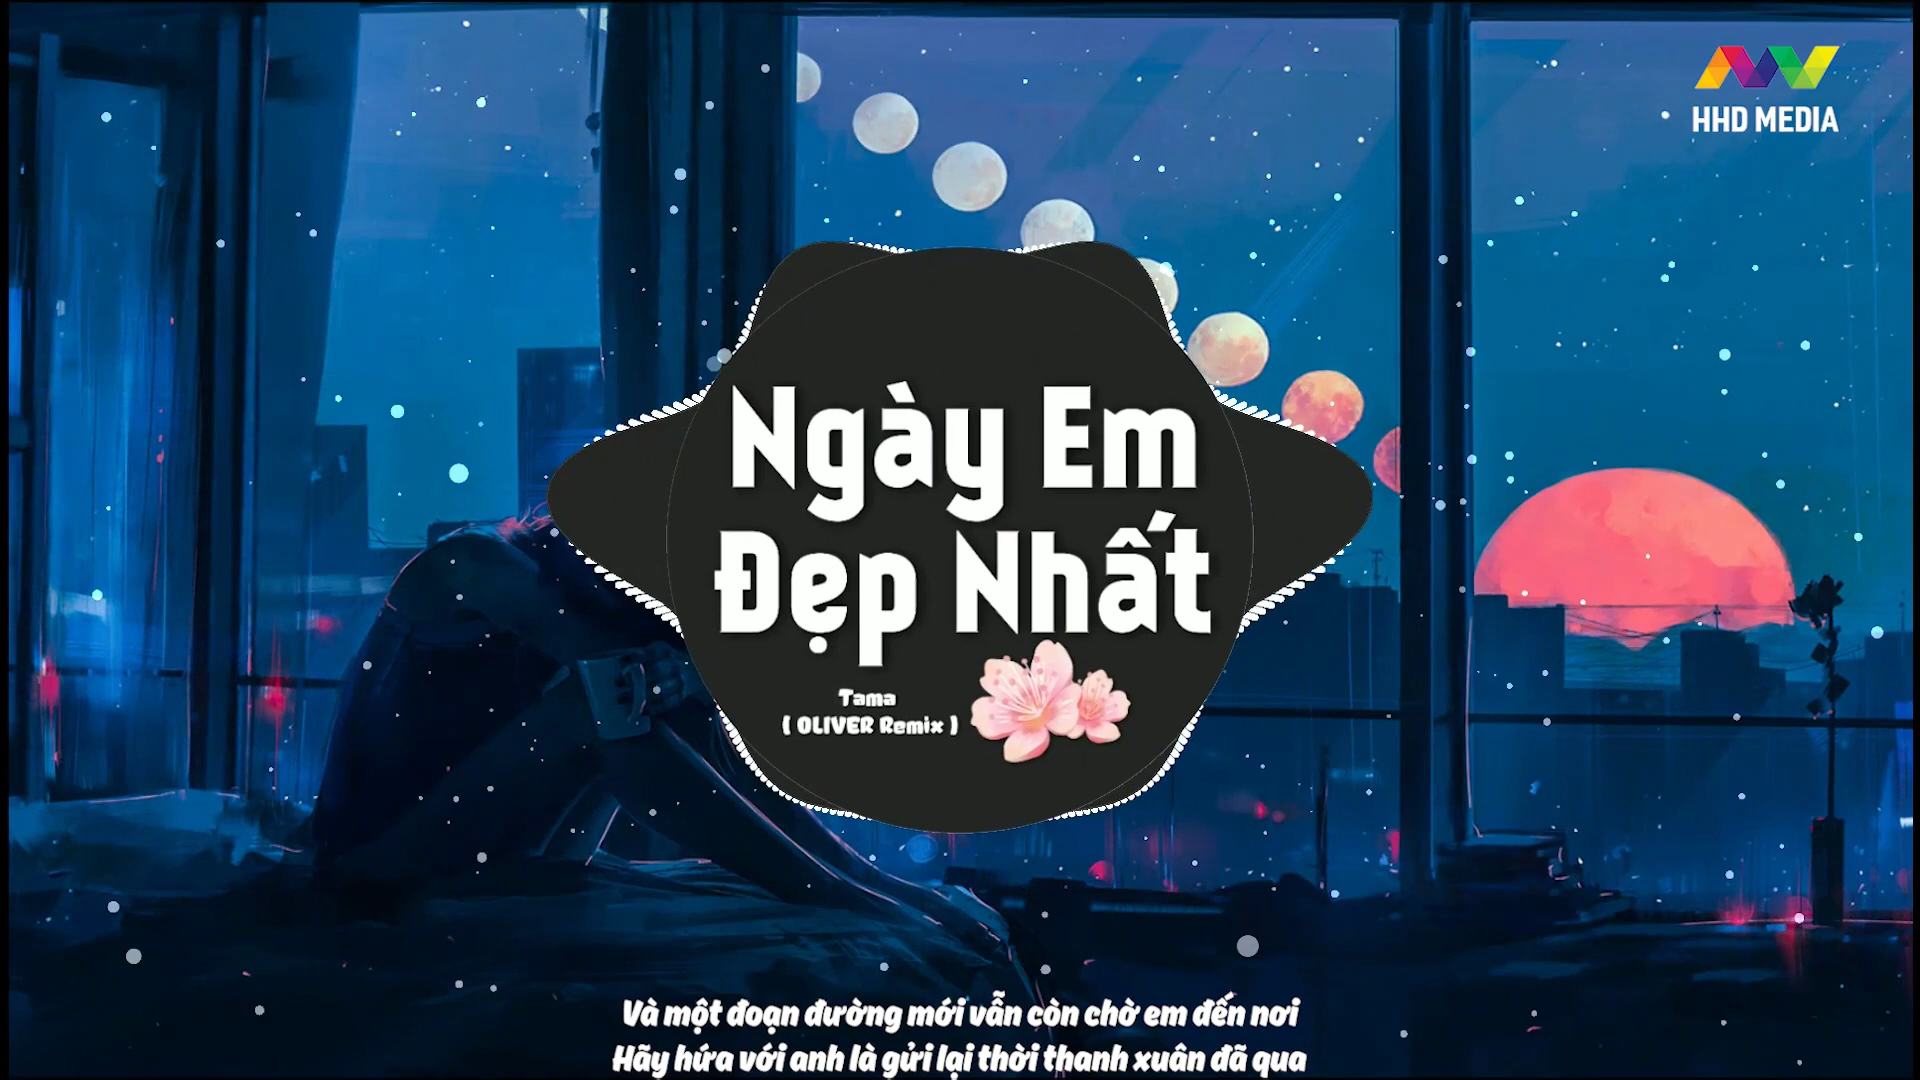 HHD MEDIA
Ngày Em
Đẹp Nhất
Tama
( OLIVER Remix )
Và một đoạn đường mới vẫn còn chờ em đến nơi
Hãy hứa với anh là gửi lại thời thanh xuân đã qua